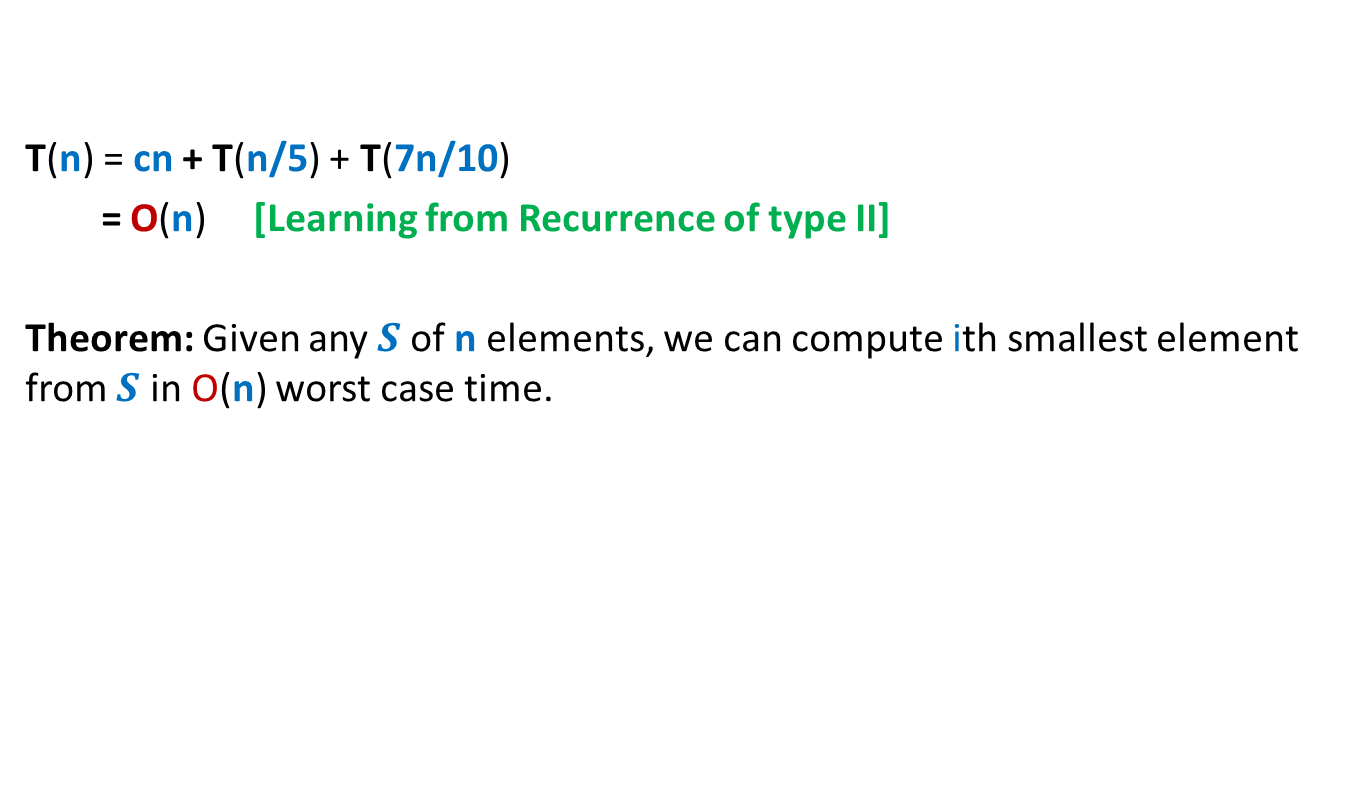 T(n) = cn + T(n/5) + T(7n/10)
= O(n) [Learning from Recurrence of type II]
Theorem: Given any S of n elements, we can compute ith smallest element
from S in O(n) worst case time.